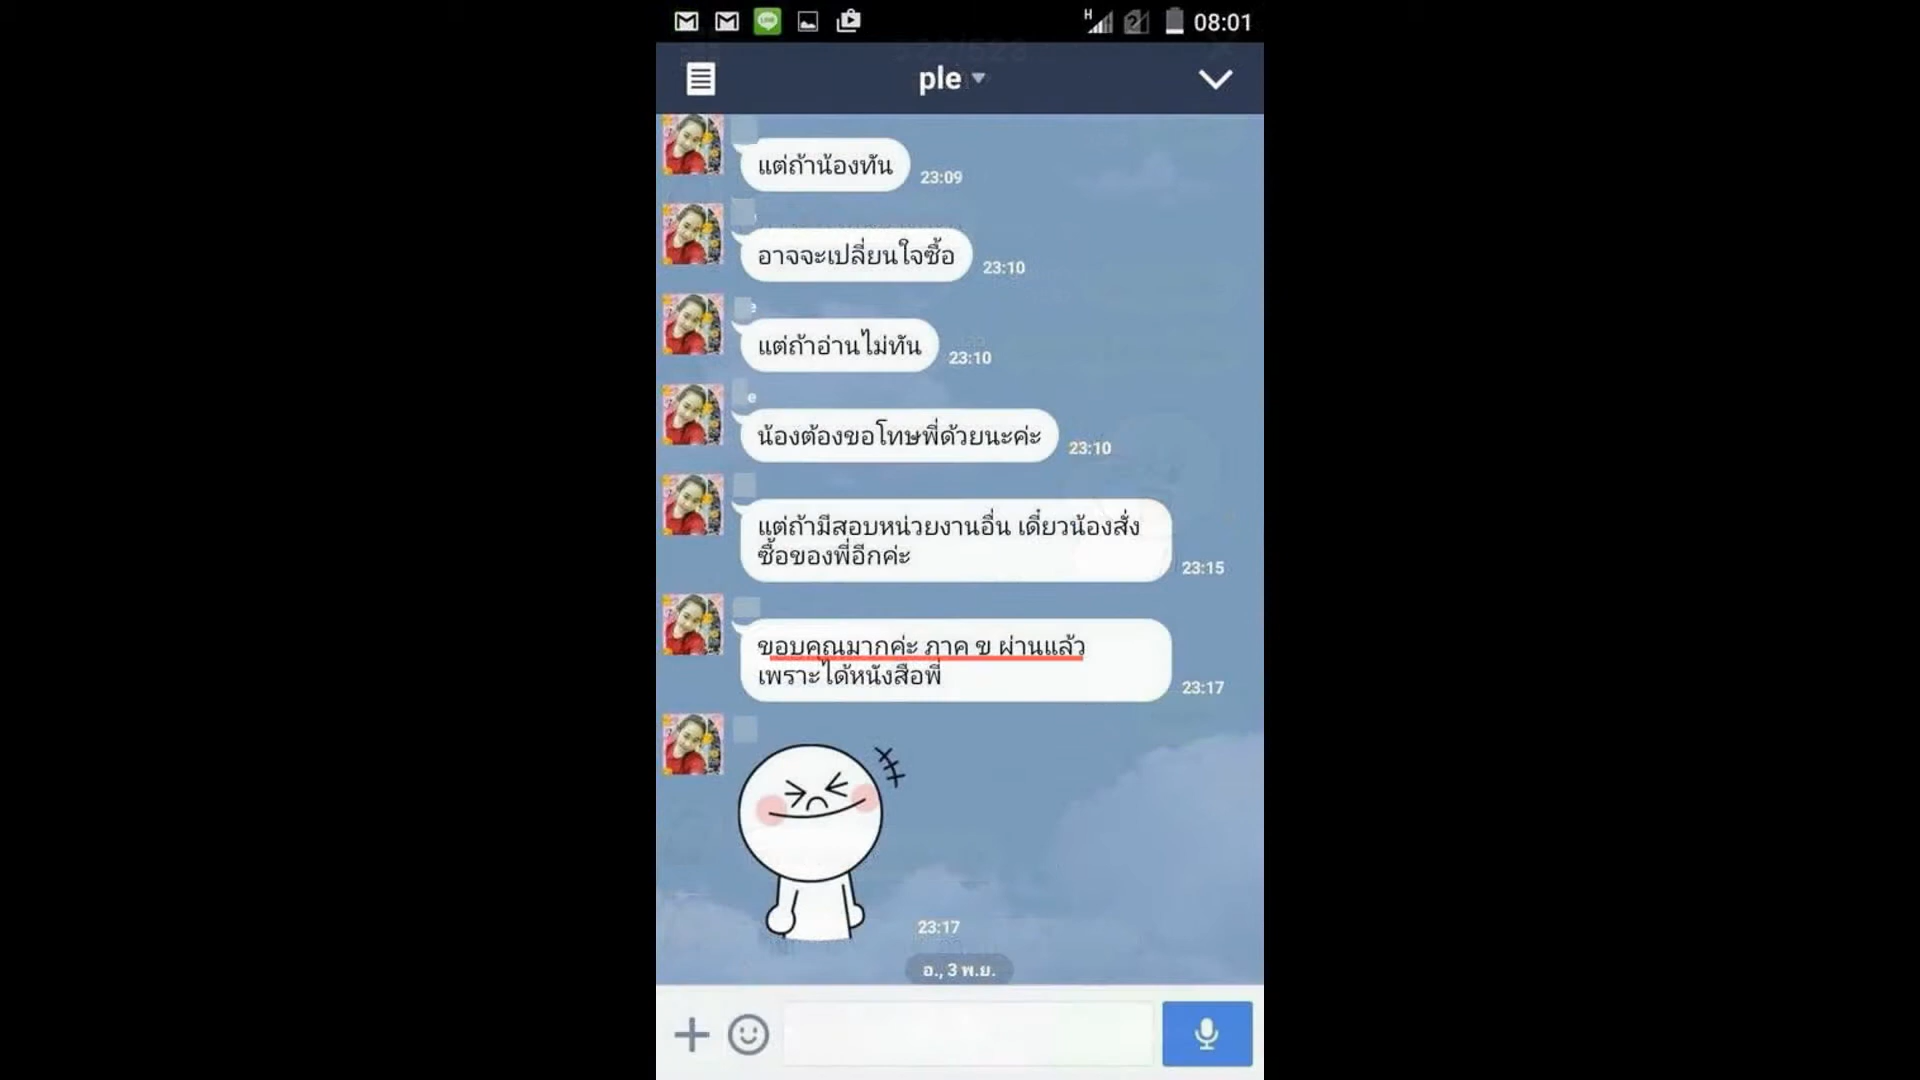 08:01
ple
แต่ถ้าน้องทัน
23:09
อาจจะเปลี่ยนใจซื้อ
23:10
แต่ถ้าอ่านไม่ทัน
23:10
น้องต้องขอโทษพี่ด้วยนะค่ะ
23:10
แต่ถ้ามีสอบหน่วยงานอื่น เดี๋ยวน้องสั่ง
ซื้อของพี่อีกค่ะ
23:15
ขอบคุณมากค่ะ ภาค ข ผ่านแล้ว
เพราะได้หนังสือพี่
23:17
23:17
อ., 3 พ.ย.